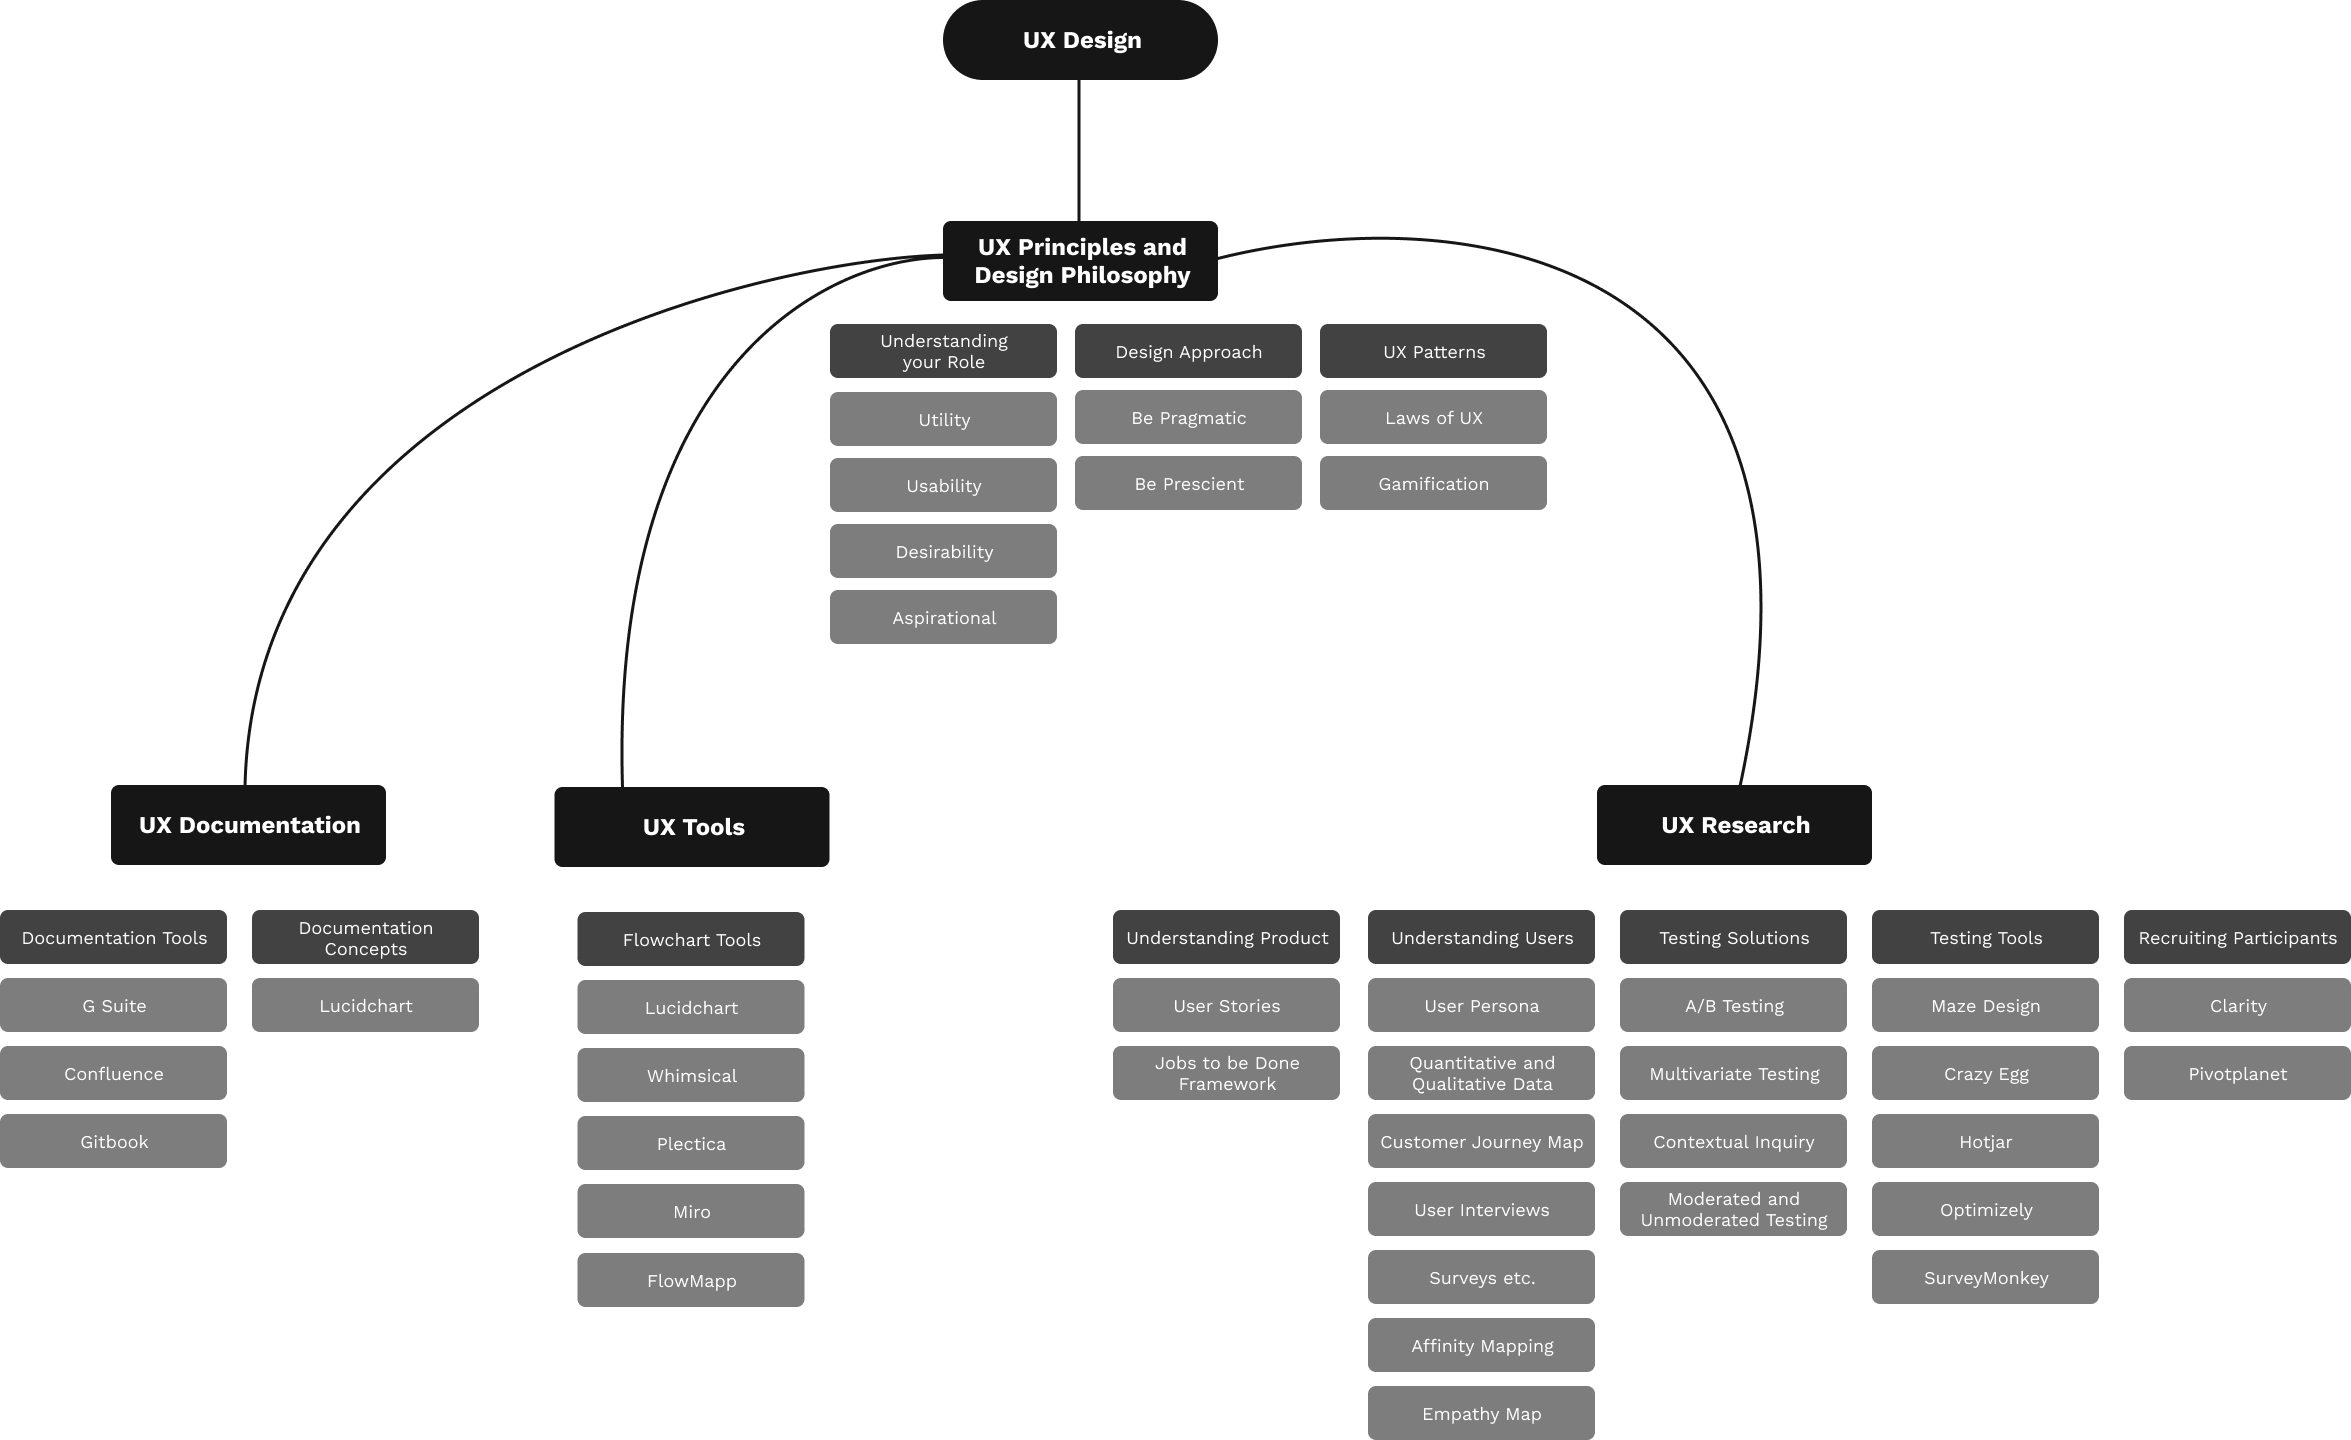 UX Design
UX Principles and
Design Philosophy
Understanding
your Role
Utility
Usability
Desirability
Aspirational
Design Approach
Be Pragmatic
Be Prescient
UX Patterns
Laws of UX
Gamification
UX Documentation
Documentation Tools
G Suite
Confluence
Gitbook
Documentation
Concepts
Lucidchart
UX Tools
Flowchart Tools
Lucidchart
Whimsical
Plectica
Miro
FlowMapp
UX Research
Understanding Product
User Stories
Jobs to be Done
Framework
Understanding Users
User Persona
Quantitative and
Qualitative Data
Customer Journey Map
User Interviews
Surveys etc.
Affinity Mapping
Empathy Map
Testing Solutions
A/B Testing
Multivariate Testing
Contextual Inquiry
Moderated and
Unmoderated Testing
Testing Tools
Maze Design
Crazy Egg
Hotjar
Optimizely
SurveyMonkey
Recruiting Participants
Clarity
Pivotplanet